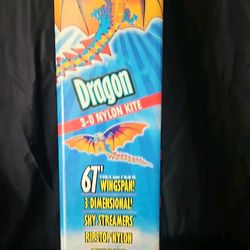 Dragon
3-D NYLON KITE
67"
WINGSPAN!
3 DIMENSIONAL!
SKY STREAMERS
RIPSTOP NYLON